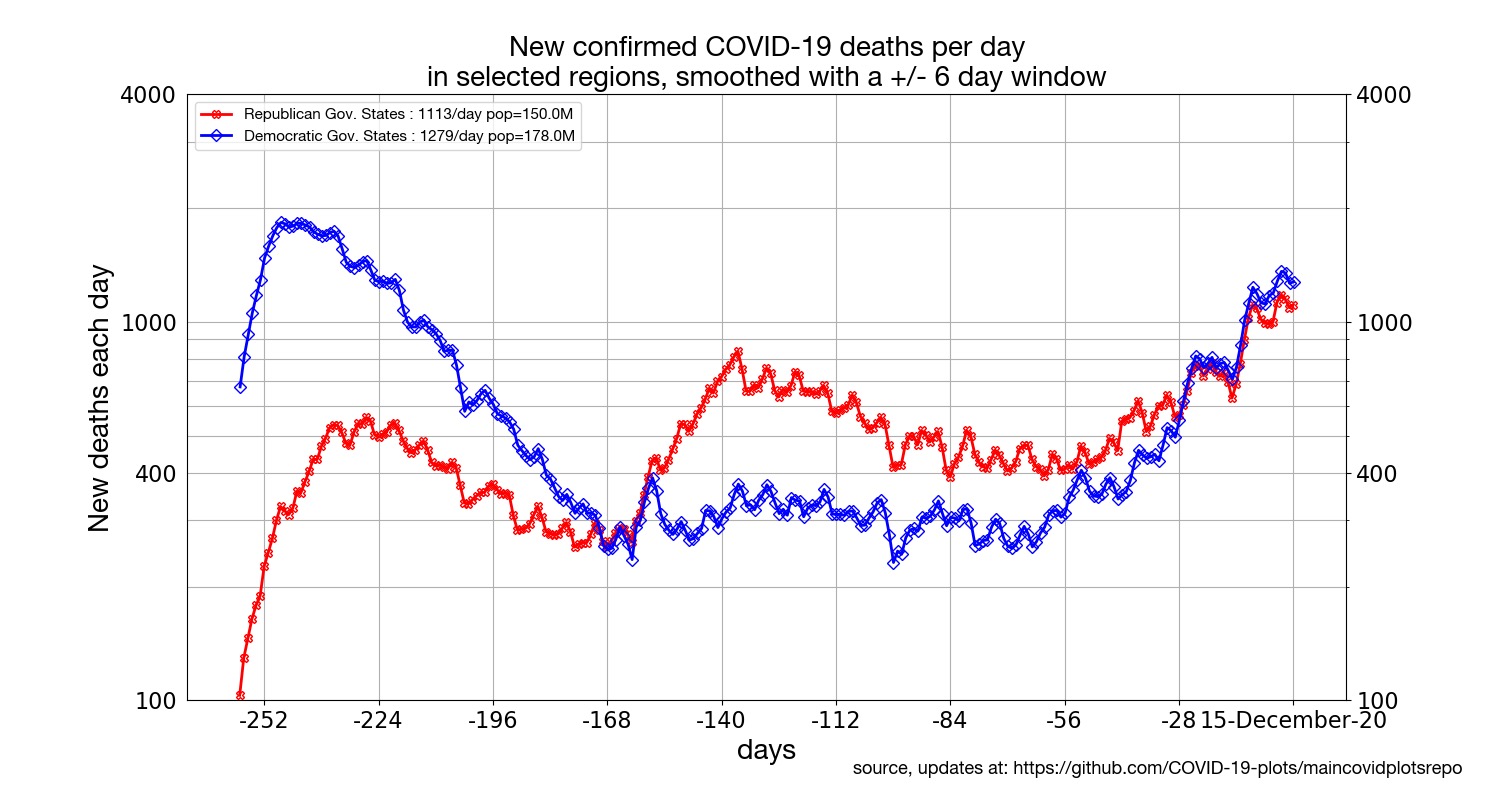 New confirmed COVID-19 deaths per day
in selected regions, smoothed with a +/- 6 day window
4000
4000
Republican Gov. States : 1113/day pop=150.0M
Democratic Gov. States : 1279/day pop=178.0M
New deaths each day
1000
1000
400
400
100
100
-252 -224 -196 -168 -140 -112 -84 -56 -28 15-December-20
days
source, updates at: https://github.com/COVID-19-plots/maincovidplotsrepo